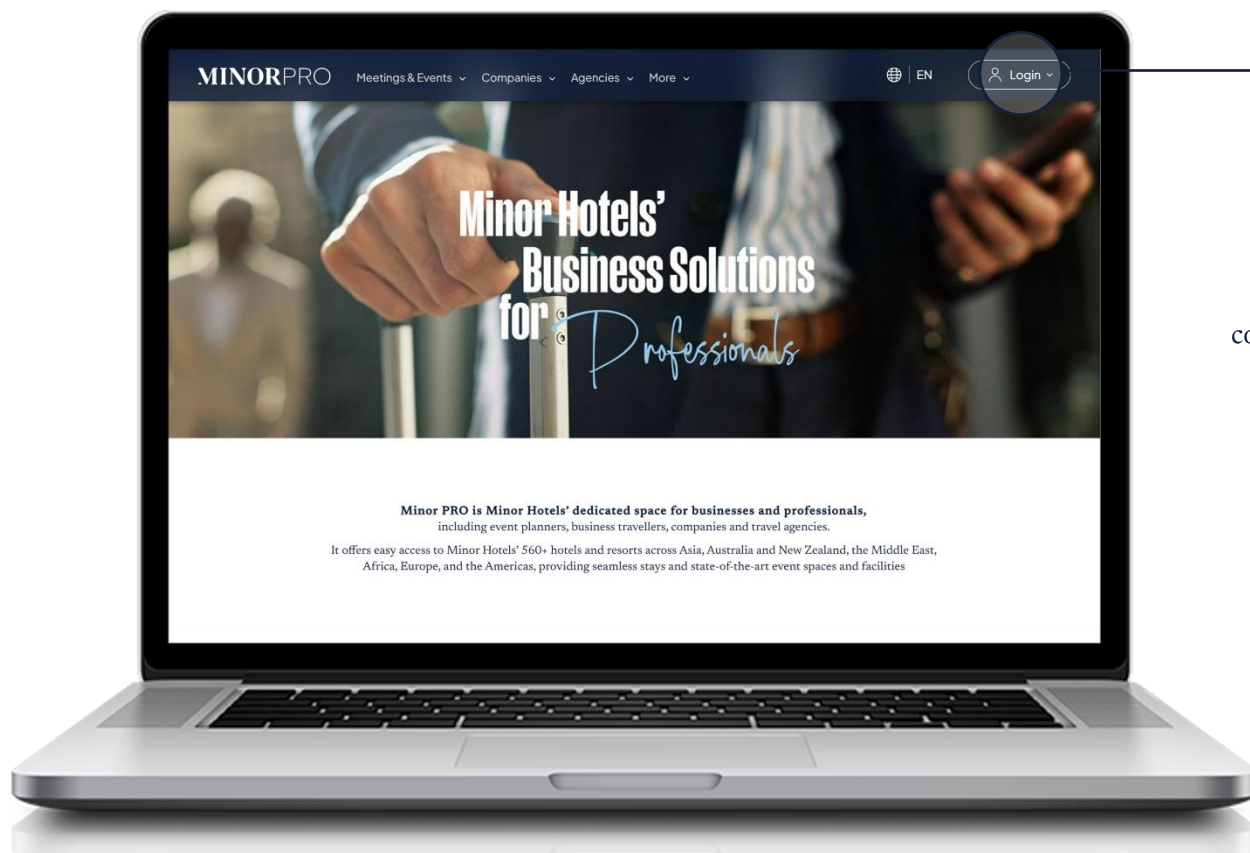 MINORPRO Meetings & Events Companies Agencies More EN Login
Minor Hotels'
Business Solutions
for Professionals
Minor PRO is Minor Hotels' dedicated space for businesses and professionals,
including event planners, business travellers, companies and travel agencies.
It offers easy access to Minor Hotels' 560+ hotels and resorts across Asia, Australia and New Zealand, the Middle East,
Africa, Europe, and the Americas, providing seamless stays and state-of-the-art event spaces and facilities